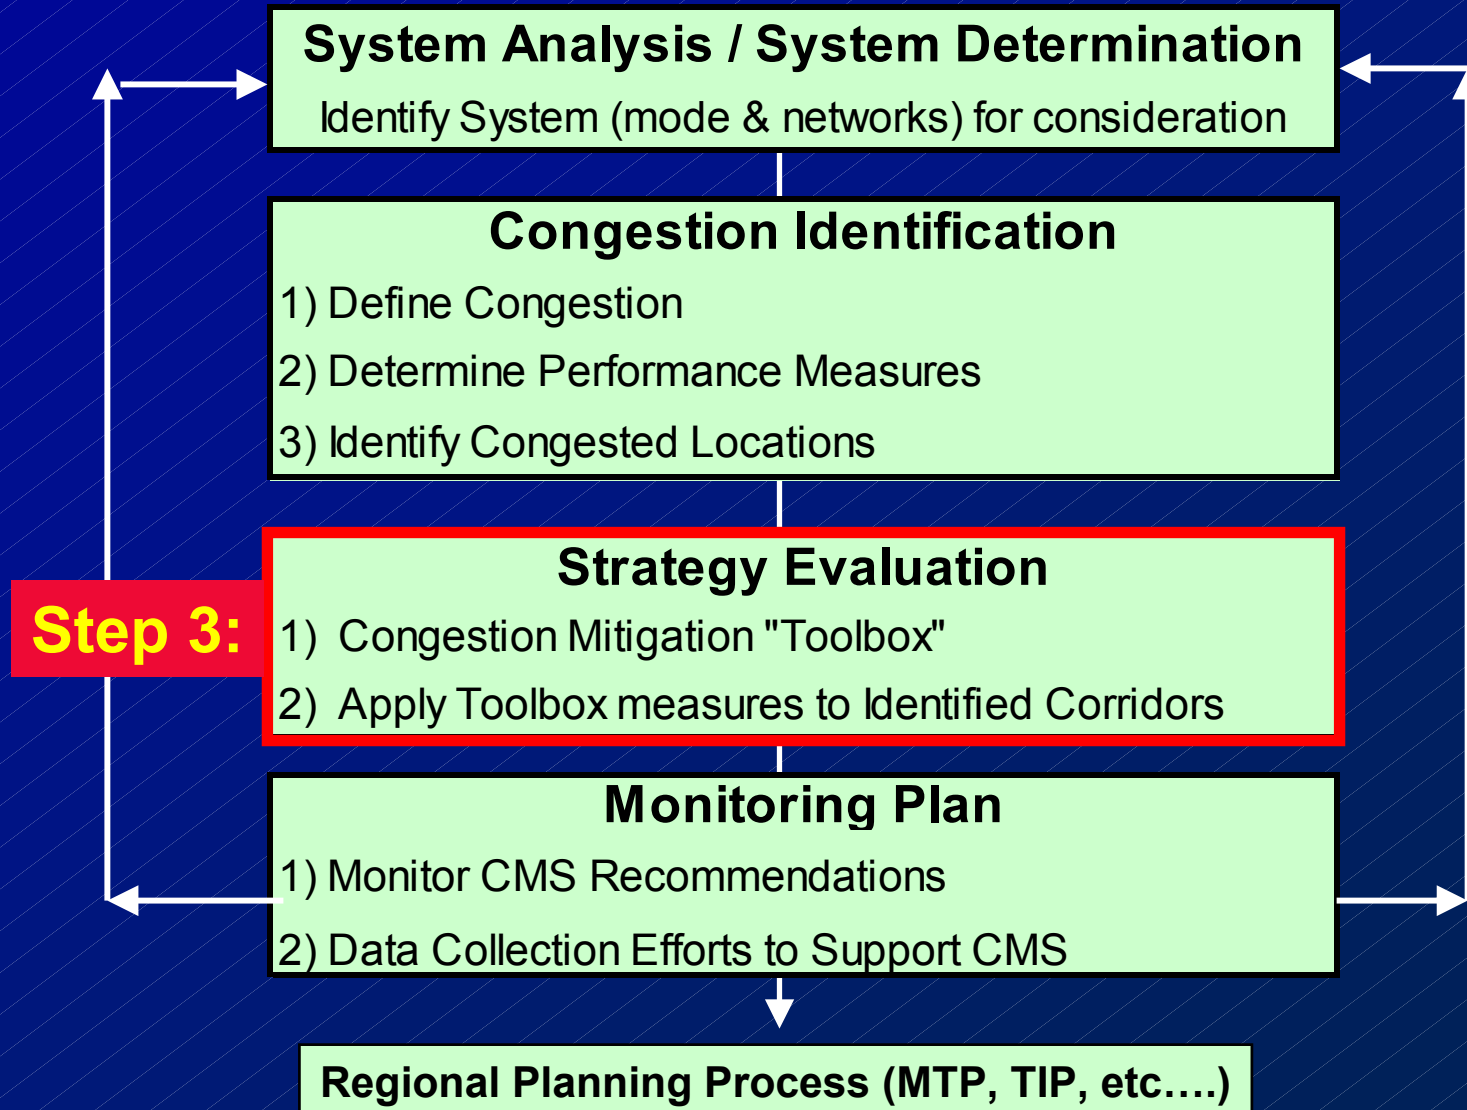 System Analysis / System Determination
Identify System (mode & networks) for consideration
Congestion Identification
1) Define Congestion
2) Determine Performance Measures
3) Identify Congested Locations
Step 3:
Strategy Evaluation
1) Congestion Mitigation "Toolbox"
2) Apply Toolbox measures to Identified Corridors
Monitoring Plan
1) Monitor CMS Recommendations
2) Data Collection Efforts to Support CMS
Regional Planning Process (MTP, TIP, etc….)